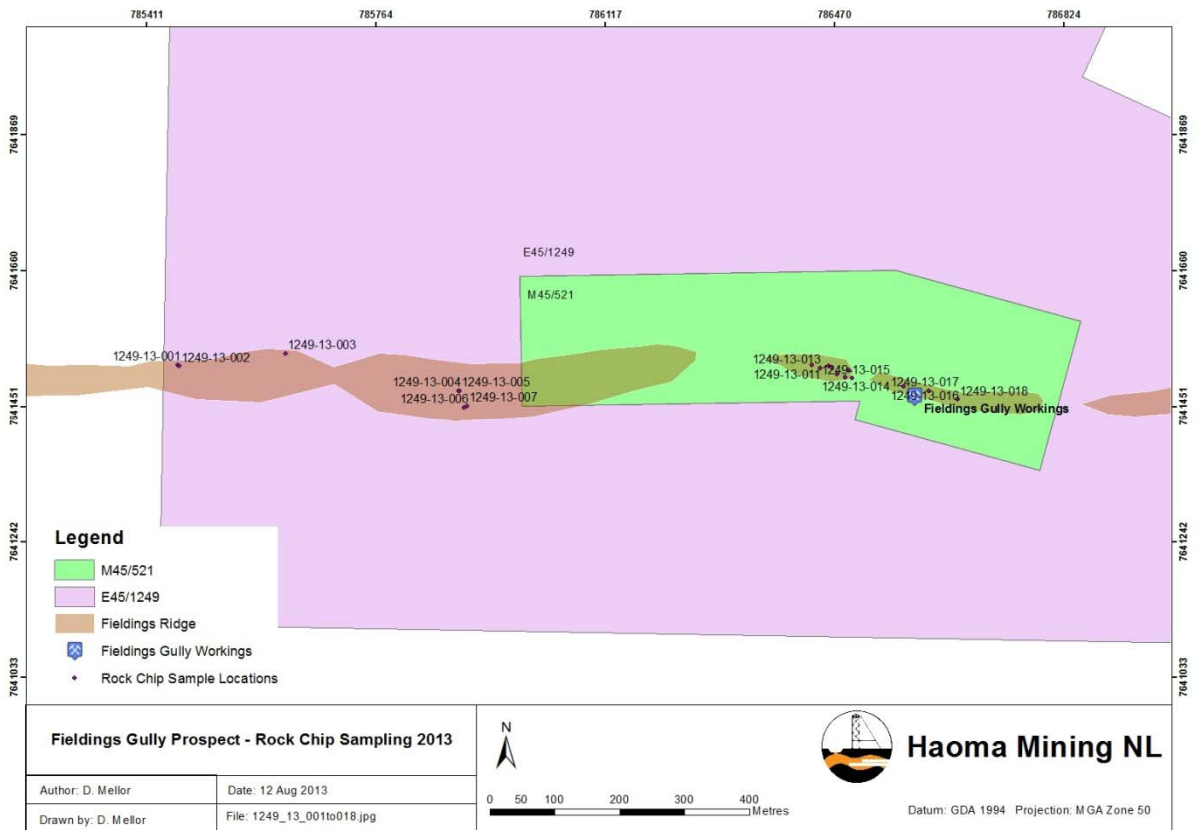 785411 785764 786117 786470 786824
7641869 7641869
7641660 7641660
E45/1249
M45/521
1249-13-001 1249-13-002 1249-13-003
1249-13-013
1249-13-015
1249-13-011
1249-13-014
1249-13-004 1249-13-005
1249-13-006 1249-13-007
1249-13-017
1249-13-016 1249-13-018
Fieldings Gully Workings
7641451 7641451
7641242 7641242
7641033 7641033
Legend
M45/521
E45/1249
Fieldings Ridge
Fieldings Gully Workings
Rock Chip Sample Locations
Fieldings Gully Prospect - Rock Chip Sampling 2013
Author: D. Mellor
Date: 12 Aug 2013
Drawn by: D. Mellor
File: 1249_13_001to018.jpg
N
0 50 100 200 300 400
Metres
Haoma Mining NL
Datum: GDA 1994 Projection: MGA Zone 50